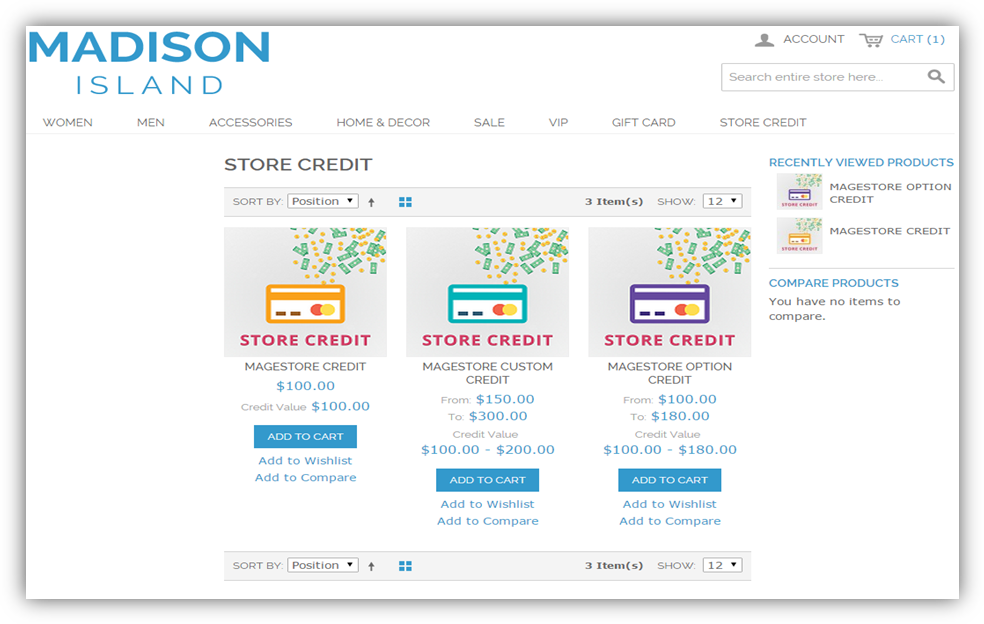 MADISON
ISLAND
ACCOUNT CART (1)
Search entire store here...
WOMEN MEN ACCESSORIES HOME & DECOR SALE VIP GIFT CARD STORE CREDIT
STORE CREDIT
SORT BY: Position 3 Item(s) SHOW: 12
STORE CREDIT
MAGESTORE CREDIT
$100.00
Credit Value $100.00
ADD TO CART
Add to Wishlist
Add to Compare
STORE CREDIT
MAGESTORE CUSTOM
CREDIT
From: $150.00
To: $300.00
Credit Value
$100.00 - $200.00
ADD TO CART
Add to Wishlist
Add to Compare
STORE CREDIT
MAGESTORE OPTION
CREDIT
From: $100.00
To: $180.00
Credit Value
$100.00 - $180.00
ADD TO CART
Add to Wishlist
Add to Compare
SORT BY: Position 3 Item(s) SHOW: 12
RECENTLY VIEWED PRODUCTS
STORE CREDIT
MAGESTORE OPTION
CREDIT
STORE CREDIT
MAGESTORE CREDIT
COMPARE PRODUCTS
You have no items to
compare.